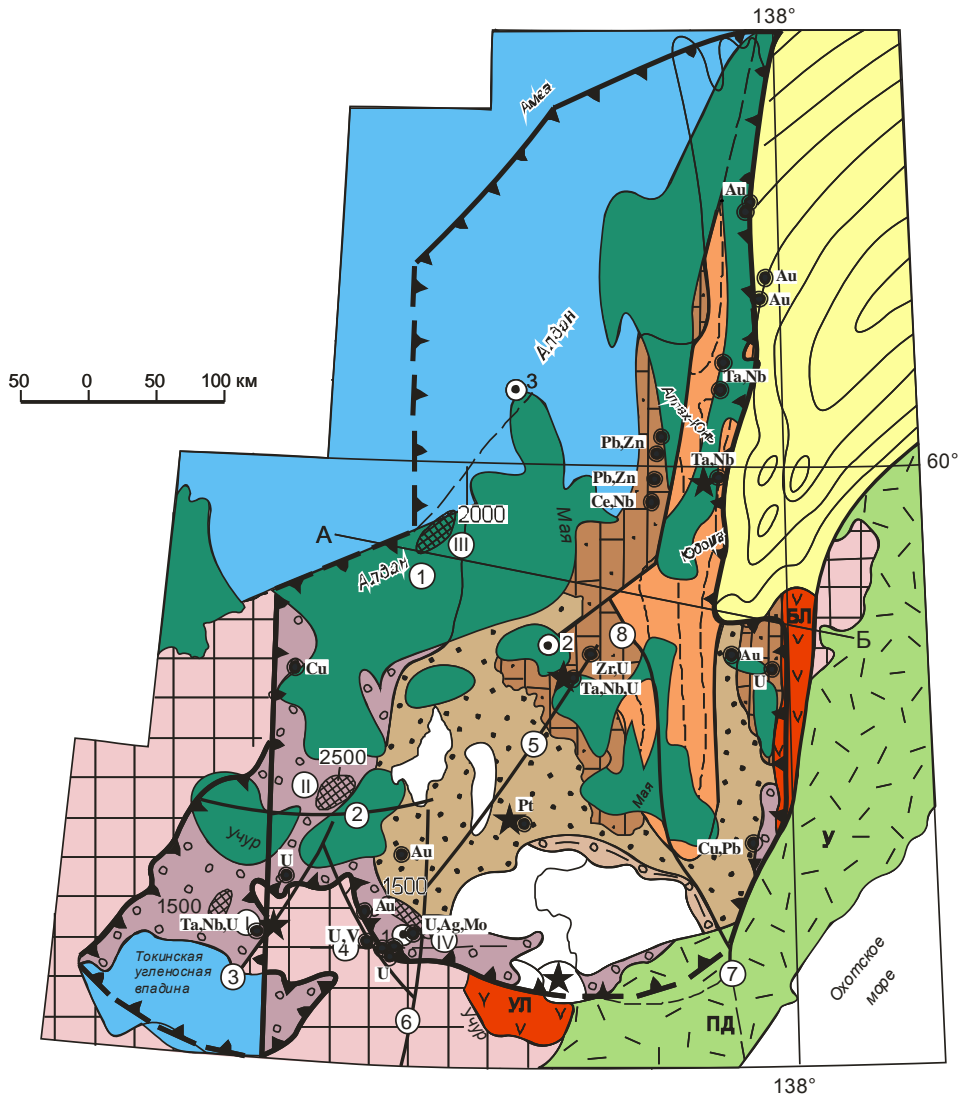 138°
Амга
Au
Au
Au
Алдан
50 0 50 100 км
3
Ta,Nb
Аллах-Юнь
Pb,Zn
Ta,Nb
60°
Pb,Zn
Ce,Nb
2000
Мая
А
III
Юдома
Алдан
1
БЛ
2
8
Б
Zr,U
Au
Cu
Ta,Nb,U
U
5
2500
II
2
Мая
Pt
У
учур
Cu,Pb
Au
U
1500
1500
Au
Ta,Nb,U
I
U,Ag,Mo
U,V
1
IV
4
U
Токинская
угленосная
впадина
3
7
Охотское
море
УЛ
6
учур
ПД
138°